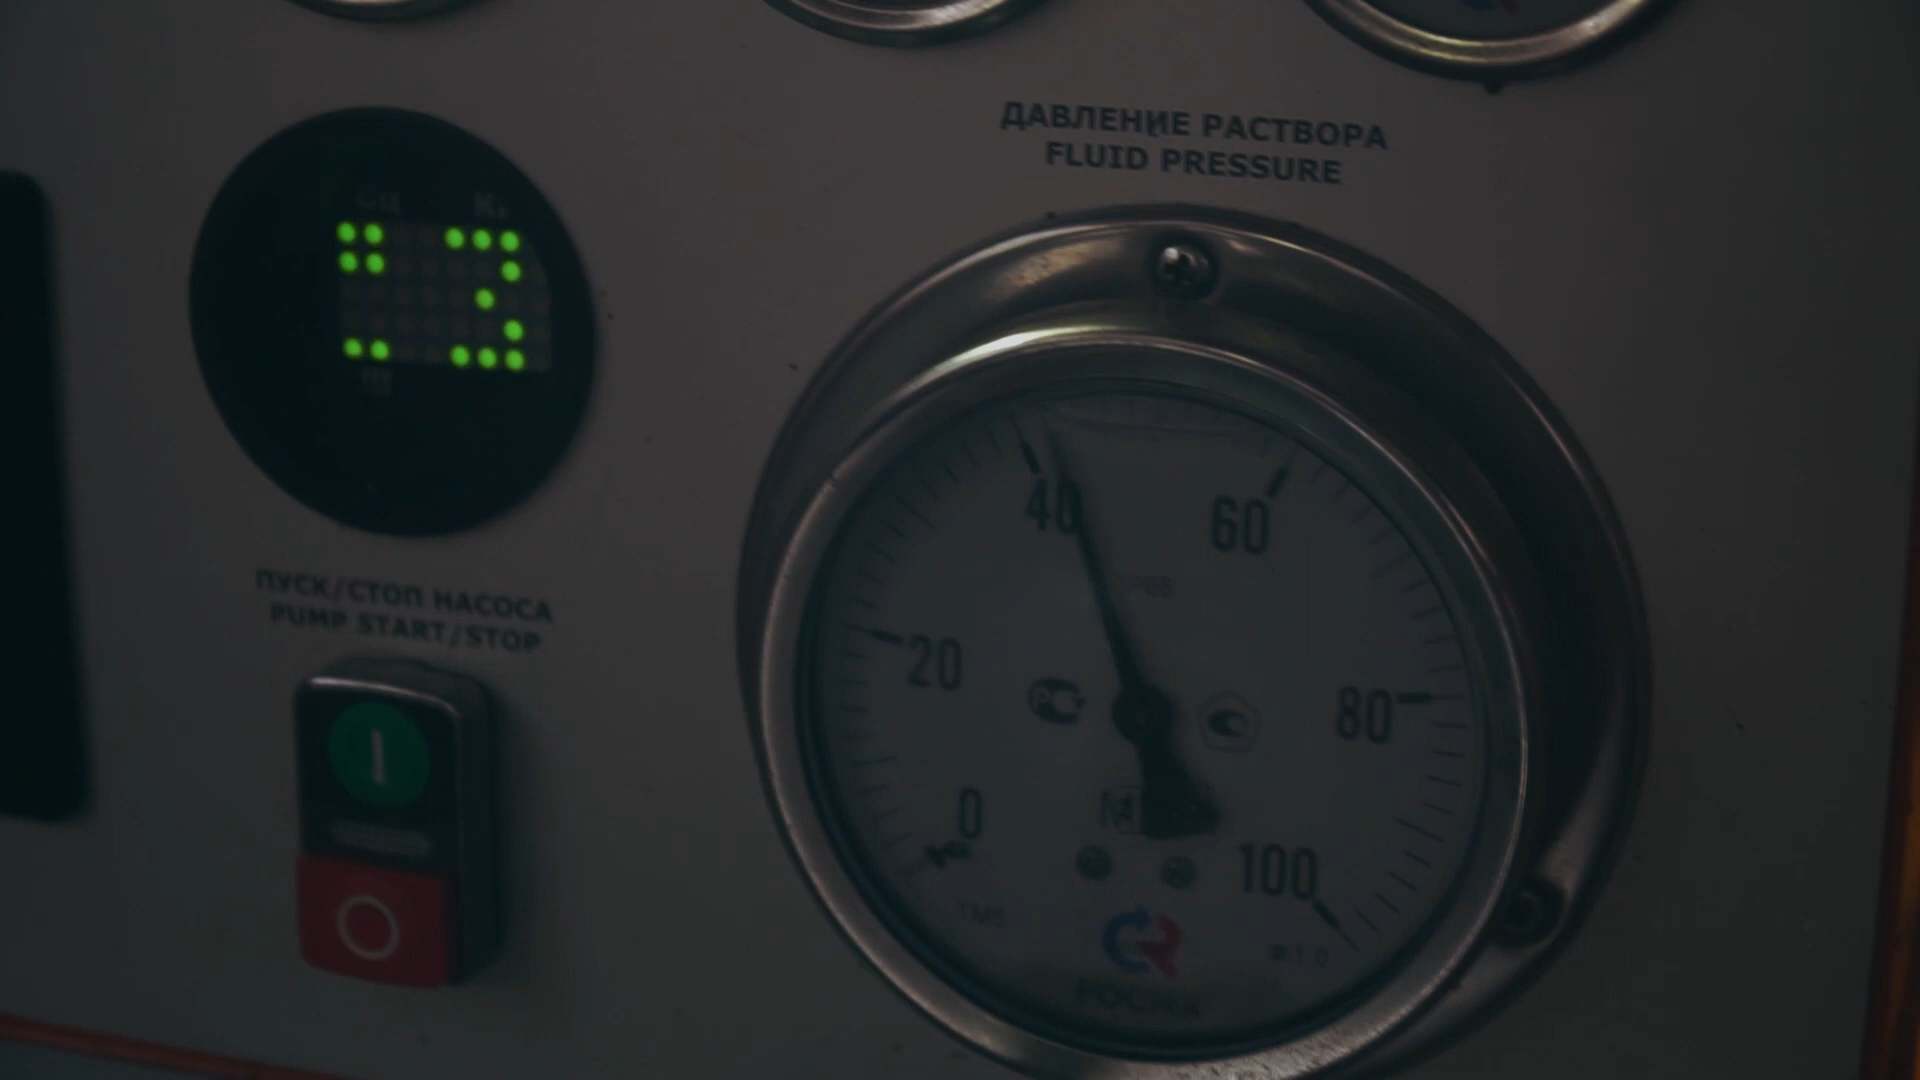 ДАВЛЕНИЕ РАСТВОРА
FLUID PRESSURE
ПУСК/СТОП НАСОСА
PUMP START/STOP
40
60
20
80
0
100